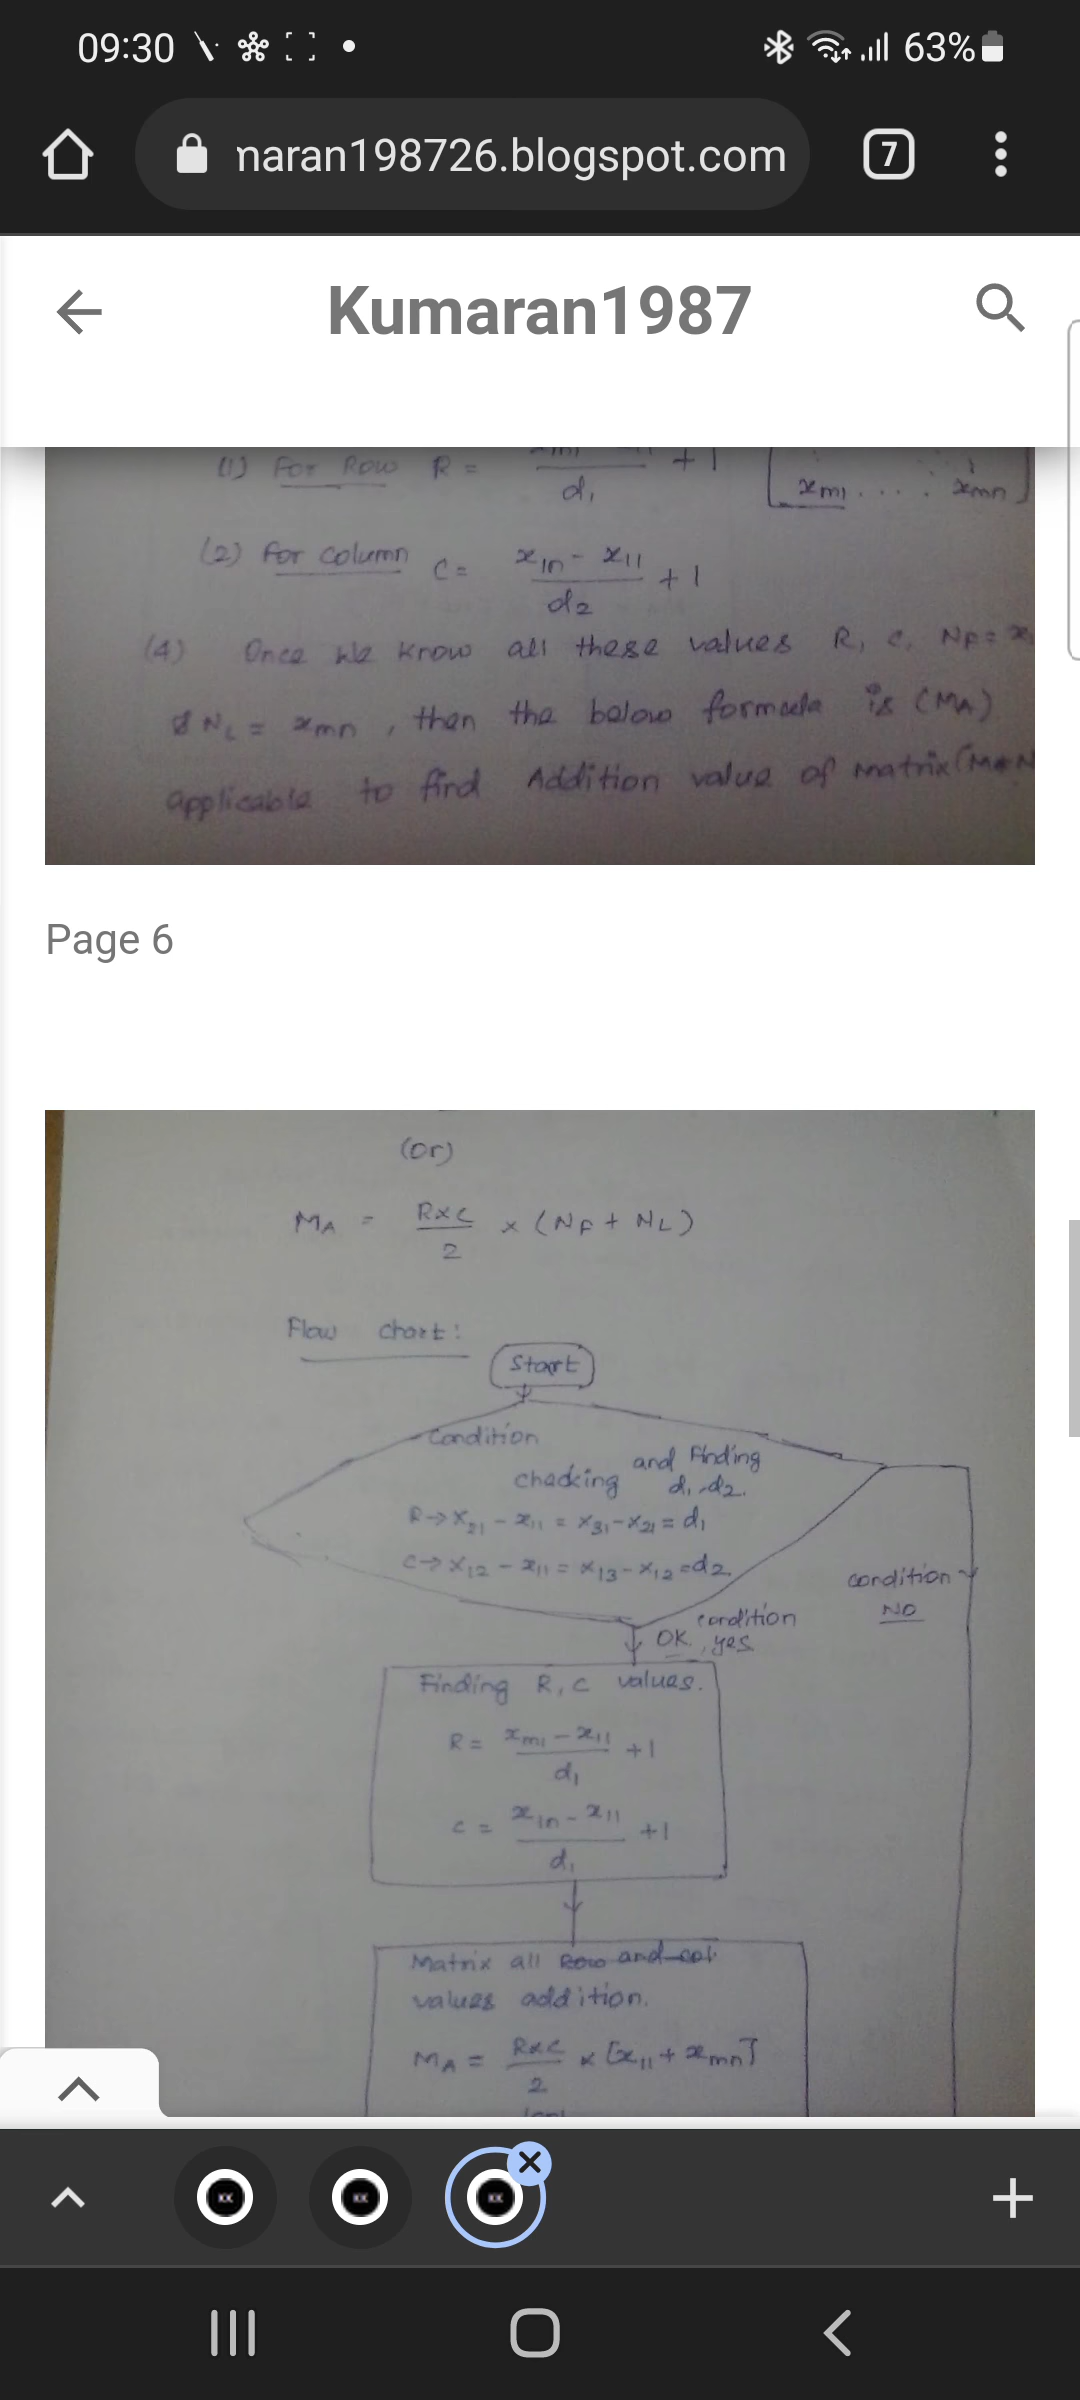 09:30
63%
naran198726.blogspot.com
7
Kumaran1987
(1) For Row R = + 1
d₁
xm1 . . . . xmn
(2) For column C = x1n - x11 / d2 + 1
(4) Once We know all these values R, C, NF = x
& NL = xmn , then the below formula is (MA)
applicable to find Addition value of matrix (M×N
Page 6
(or)
MA = R×C / 2 × (NF + NL)
Flow chart:
Start
Condition
checking and Finding
d₁, d2.
R→ x21 - x11 = x31 - x21 = d₁
C→ x12 - x11 = x13 - x12 = d2
condition
NO
condition
OK, yes
Finding R, C values.
R = xm1 - x11 / d₁ + 1
C = x1n - x11 / d₁ + 1
Matrix all Row and col.
values addition.
MA = R×C / 2 × [x11 + xmn]